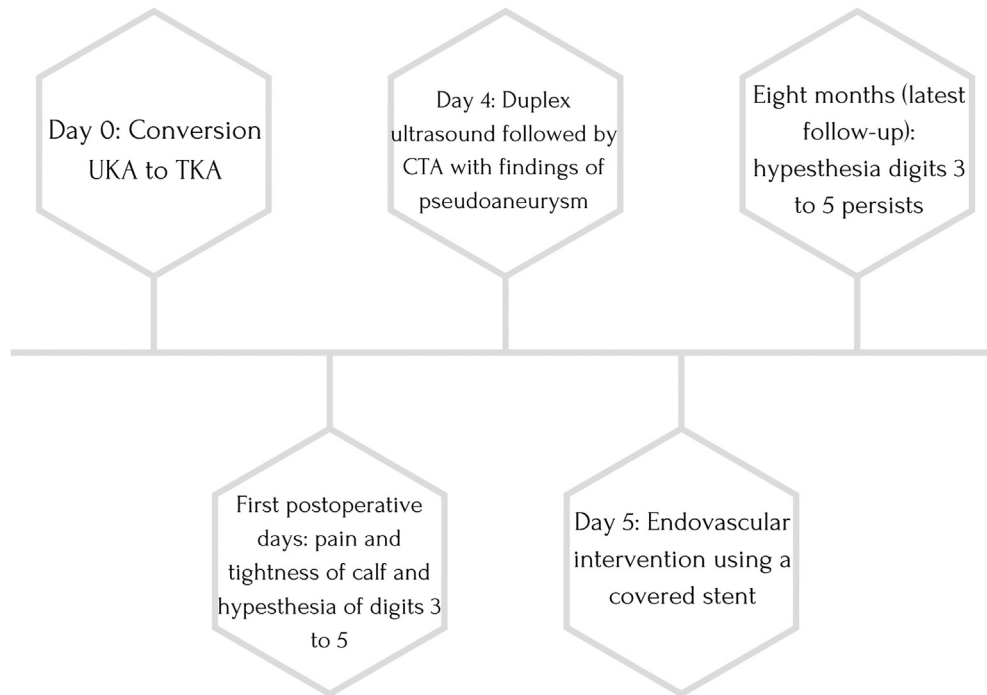 Day 0: Conversion
UKA to TKA
First postoperative
days: pain and
tightness of calf and
hypesthesia of digits 3
to 5
Day 4: Duplex
ultrasound followed by
CTA with findings of
pseudoaneurysm
Day 5: Endovascular
intervention using a
covered stent
Eight months (latest
follow-up):
hypesthesia digits 3
to 5 persists